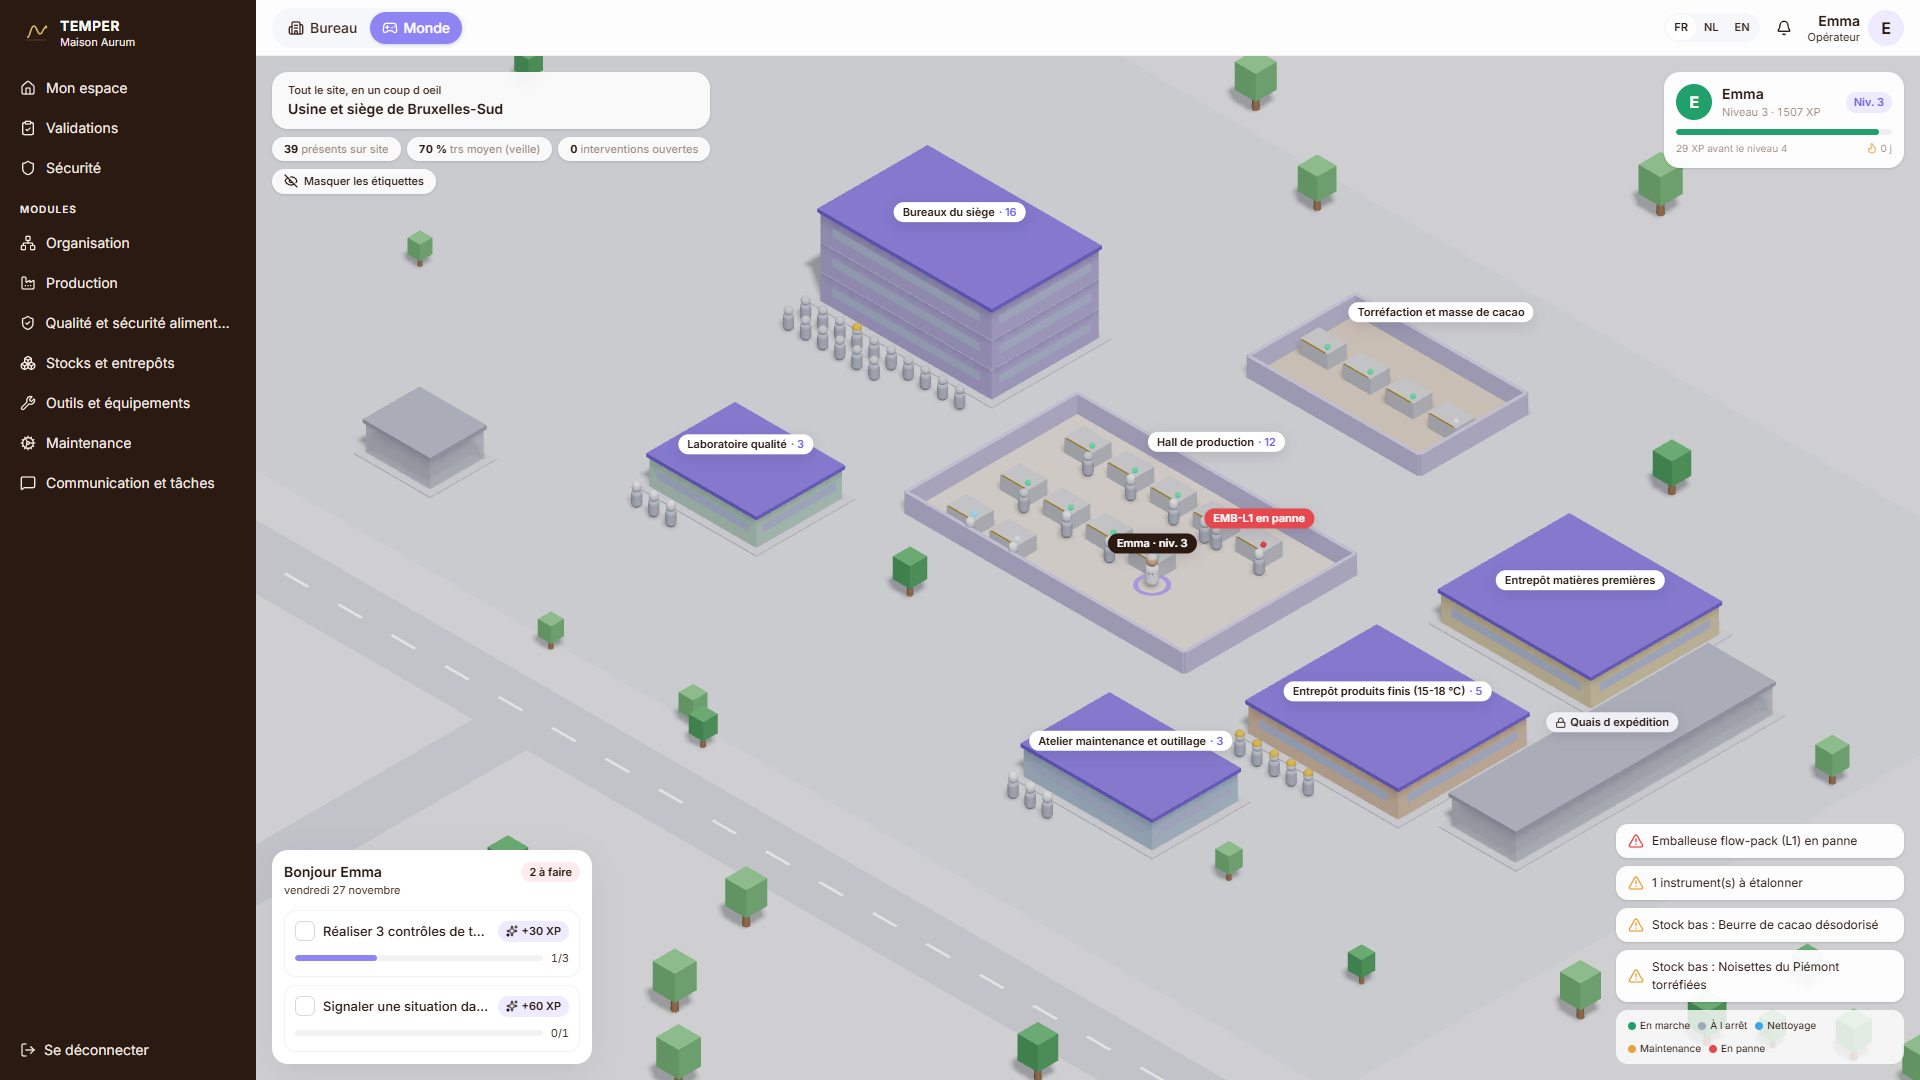 TEMPER
Maison Aurum
Mon espace
Validations
Sécurité
MODULES
Organisation
Production
Qualité et sécurité aliment...
Stocks et entrepôts
Outils et équipements
Maintenance
Communication et tâches
Se déconnecter
Bureau
Monde
FR NL EN
Emma
Opérateur
E
Tout le site, en un coup d oeil
Usine et siège de Bruxelles-Sud
39 présents sur site
70 % trs moyen (veille)
0 interventions ouvertes
Masquer les étiquettes
E
Emma
Niveau 3 · 1507 XP
Niv. 3
29 XP avant le niveau 4
0 j
Bureaux du siège · 16
Torréfaction et masse de cacao
Laboratoire qualité · 3
Hall de production · 12
EMB-L1 en panne
Emma · niv. 3
Entrepôt matières premières
Entrepôt produits finis (15-18 °C) · 5
Quais d expédition
Atelier maintenance et outillage · 3
Bonjour Emma
vendredi 27 novembre
2 à faire
Réaliser 3 contrôles de t...
+30 XP
1/3
Signaler une situation da...
+60 XP
0/1
Emballeuse flow-pack (L1) en panne
1 instrument(s) à étalonner
Stock bas : Beurre de cacao désodorisé
Stock bas : Noisettes du Piémont
torréfiées
En marche À l arrêt Nettoyage
Maintenance En panne